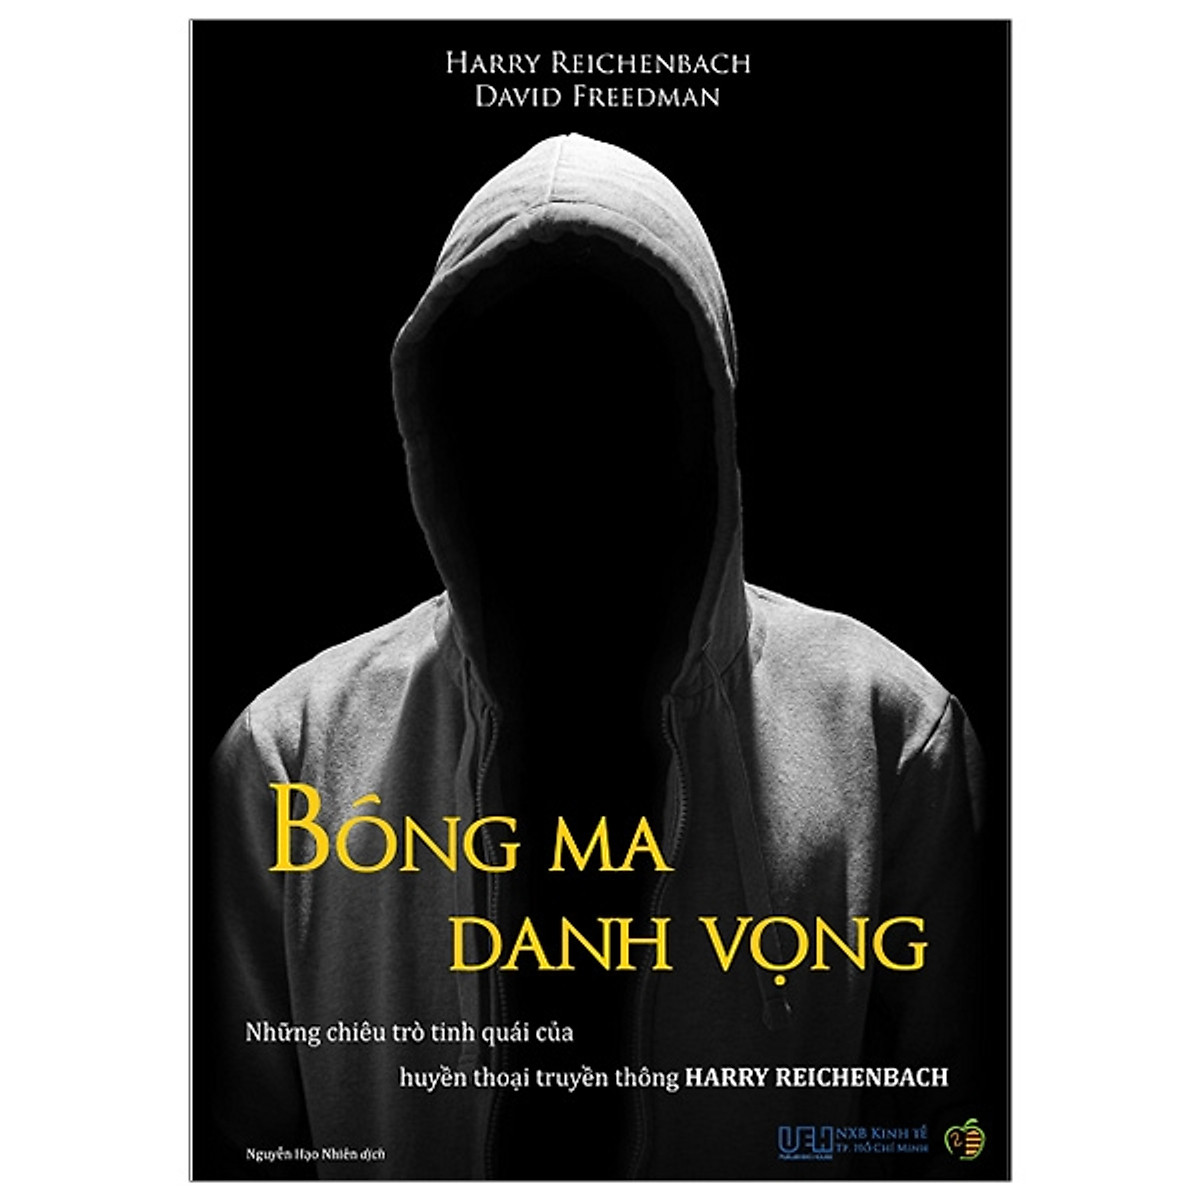 HARRY REICHENBACH
DAVID FREEDMAN
BÓNG MA
DANH VỌNG
Những chiêu trò tinh quái của
huyền thoại truyền thông HARRY REICHENBACH
UEH NXB KINH TẾ
TP. HỒ CHÍ MINH
Nguyễn Hạo Nhiên dịch